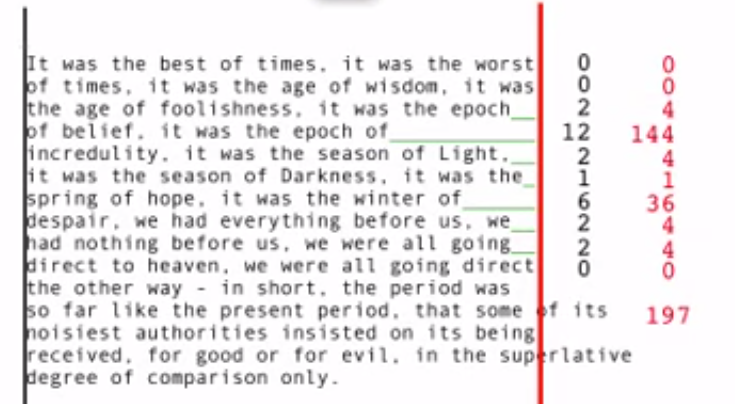 It was the best of times, it was the worst 0 0
of times, it was the age of wisdom, it was 0 0
the age of foolishness, it was the epoch__ 2 4
of belief, it was the epoch of____________ 12 144
incredulity, it was the season of Light,__ 2 4
it was the season of Darkness, it was the_ 1 1
spring of hope, it was the winter of______ 6 36
despair, we had everything before us, we__ 2 4
had nothing before us, we were all going__ 2 4
direct to heaven, we were all going direct 0 0
the other way - in short, the period was
so far like the present period, that some of its 197
noisiest authorities insisted on its being
received, for good or for evil, in the superlative
degree of comparison only.